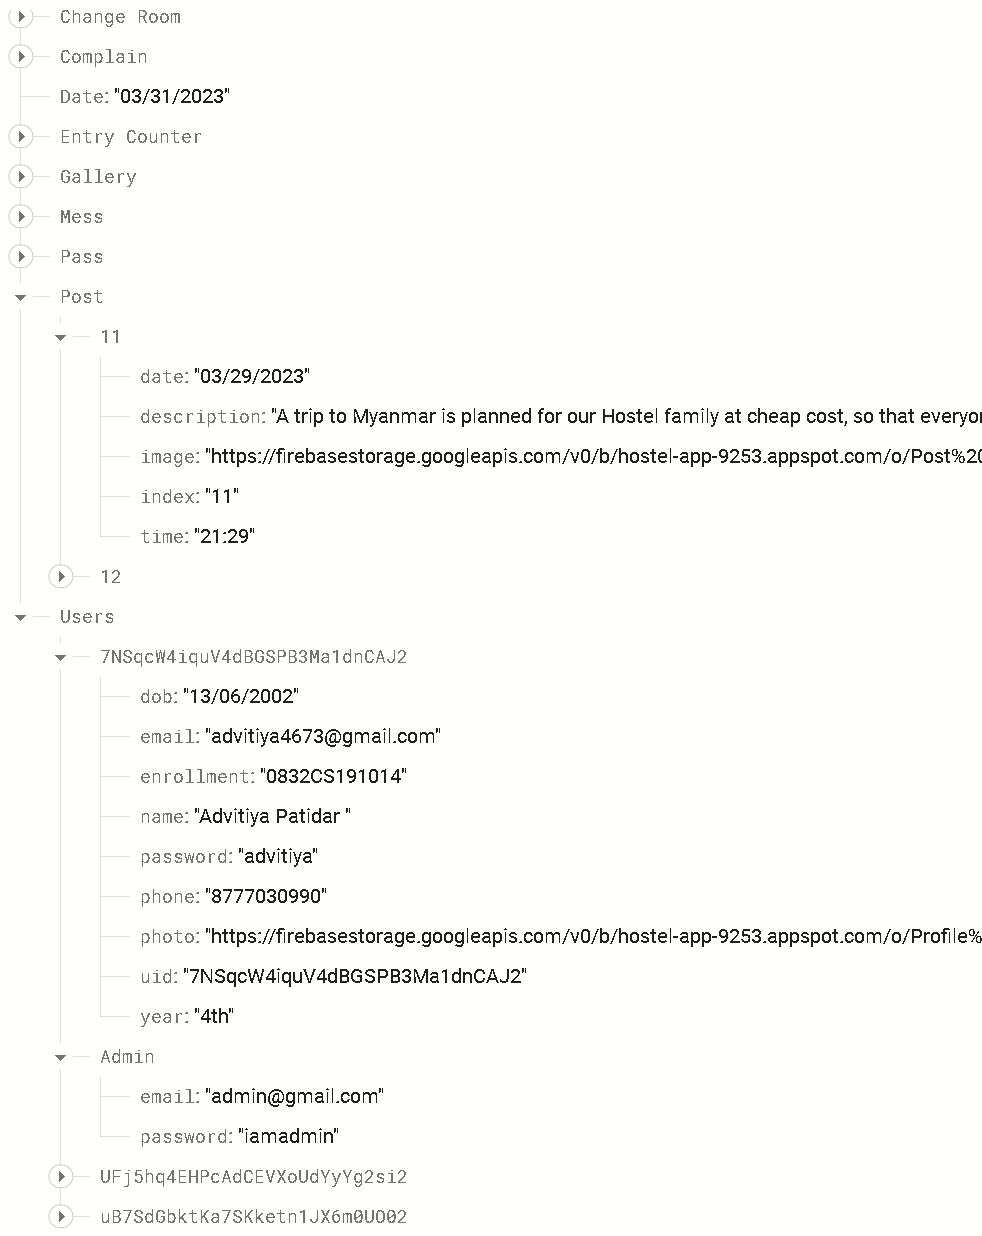 Change Room
Complain
Date: "03/31/2023"
Entry Counter
Gallery
Mess
Pass
Post
11
date: "03/29/2023"
description: "A trip to Myanmar is planned for our Hostel family at cheap cost, so that everyo
image: "https://firebasestorage.googleapis.com/v0/b/hostel-app-9253.appspot.com/o/Post%20
index: "11"
time: "21:29"
12
Users
7NSqcW4iquV4dBGSPB3Ma1dnCAJ2
dob: "13/06/2002"
email: "advitiya4673@gmail.com"
enrollment: "0832CS191014"
name: "Advitiya Patidar "
password: "advitiya"
phone: "8777030990"
photo: "https://firebasestorage.googleapis.com/v0/b/hostel-app-9253.appspot.com/o/Profile%
uid: "7NSqcW4iquV4dBGSPB3Ma1dnCAJ2"
year: "4th"
Admin
email: "admin@gmail.com"
password: "iamadmin"
UFj5hq4EHPcAdCEVXoUdYyYg2si2
uB7SdGbktKa7SKketn1JX6m0UO02